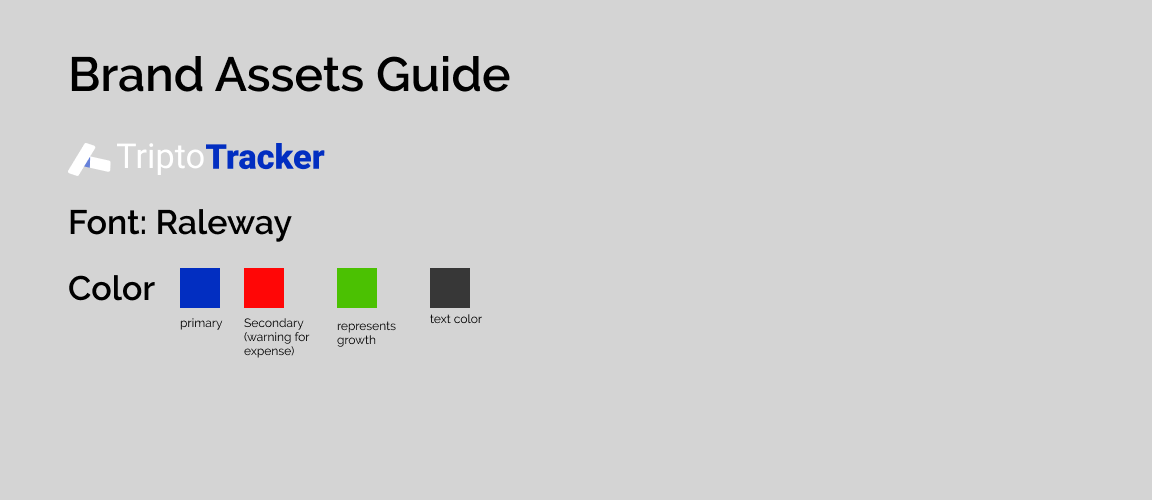 Brand Assets Guide
TriptoTracker
Font: Raleway
Color
primary
Secondary
(warning for
expense)
represents
growth
text color